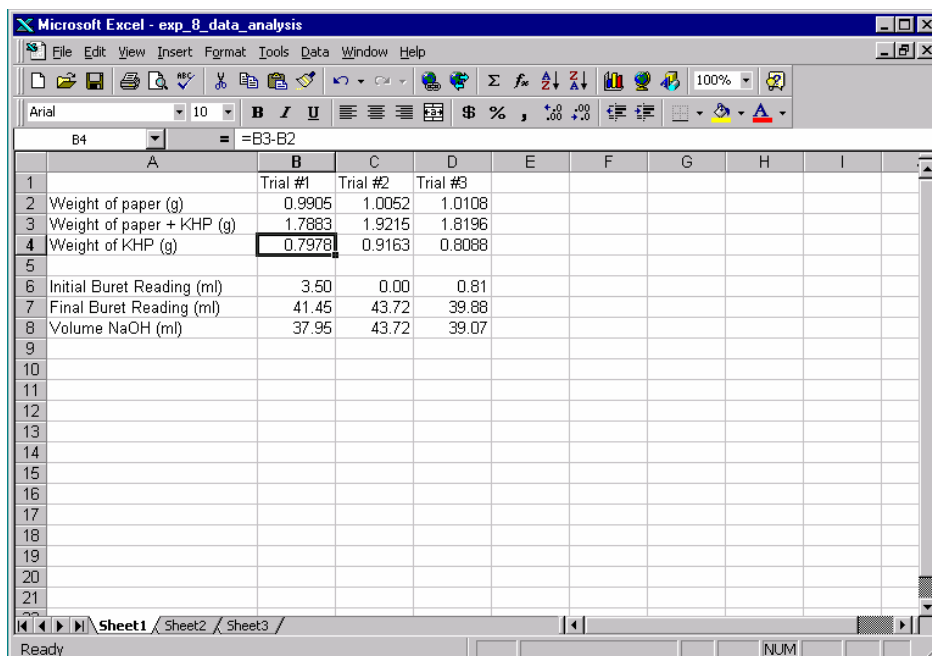 Microsoft Excel - exp_8_data_analysis
File Edit View Insert Format Tools Data Window Help
100%
Arial 10 B I U $ % ,
B4 = =B3-B2
A B C D E F G H I
1 Trial #1 Trial #2 Trial #3
2 Weight of paper (g) 0.9905 1.0052 1.0108
3 Weight of paper + KHP (g) 1.7883 1.9215 1.8196
4 Weight of KHP (g) 0.7978 0.9163 0.8088
5
6 Initial Buret Reading (ml) 3.50 0.00 0.81
7 Final Buret Reading (ml) 41.45 43.72 39.88
8 Volume NaOH (ml) 37.95 43.72 39.07
9
10
11
12
13
14
15
16
17
18
19
20
21
Sheet1 Sheet2 Sheet3
Ready NUM